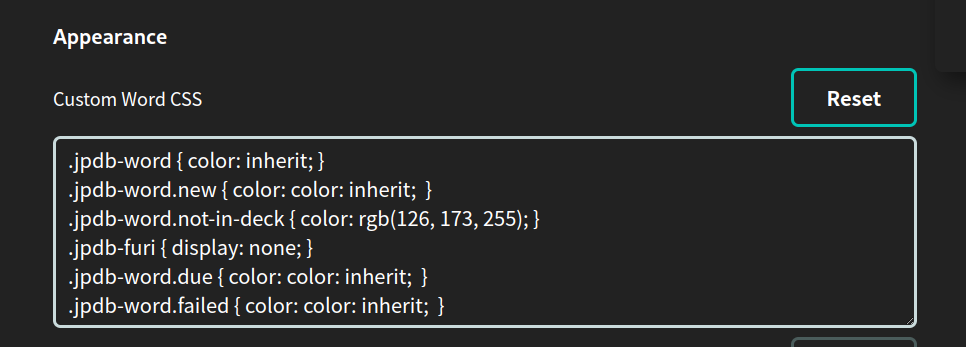 Appearance
Custom Word CSS
Reset
.jpdb-word { color: inherit; }
.jpdb-word.new { color: color: inherit;  }
.jpdb-word.not-in-deck { color: rgb(126, 173, 255); }
.jpdb-furi { display: none; }
.jpdb-word.due { color: color: inherit;  }
.jpdb-word.failed { color: color: inherit;  }